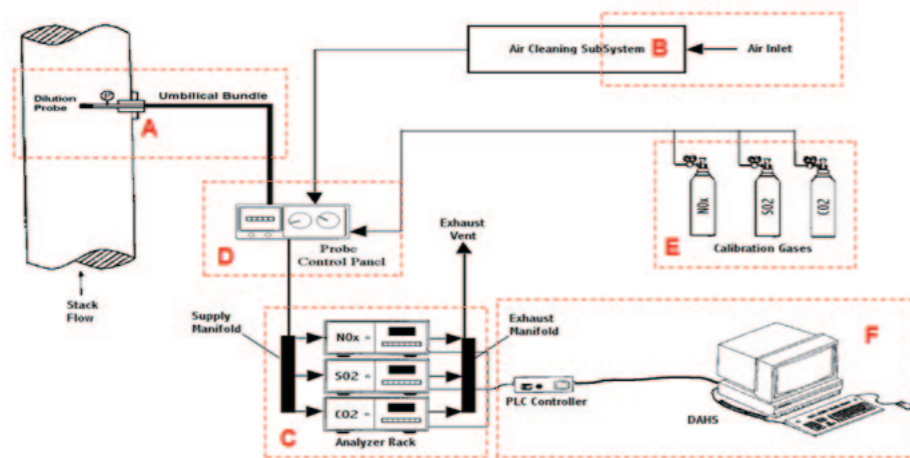 Air Cleaning SubSystem
B
Air Inlet
Dilution
Probe
Umbilical Bundle
A
NOx
SO2
CO2
E
Calibration Gases
D
Probe
Control Panel
Exhaust
Vent
Stack
Flow
Supply
Manifold
NOx
SO2
CO2
Exhaust
Manifold
C
Analyzer Rack
PLC Controller
DAHS
F